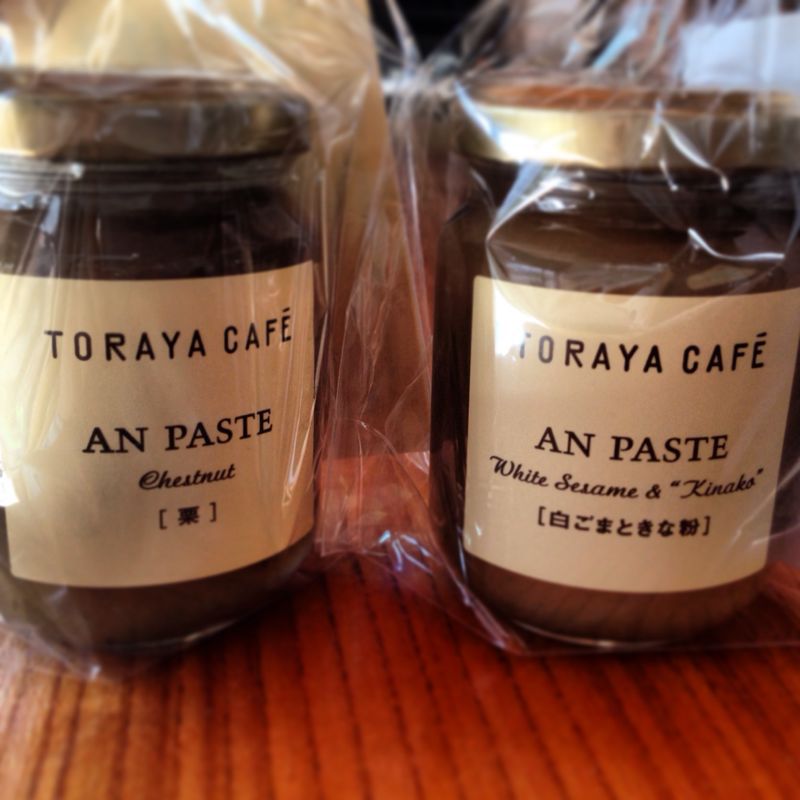 TORAYA CAFÉ
AN PASTE
Chestnut
[栗]
TORAYA CAFÉ
AN PASTE
White Sesame & "Kinako"
[白ごまときな粉]